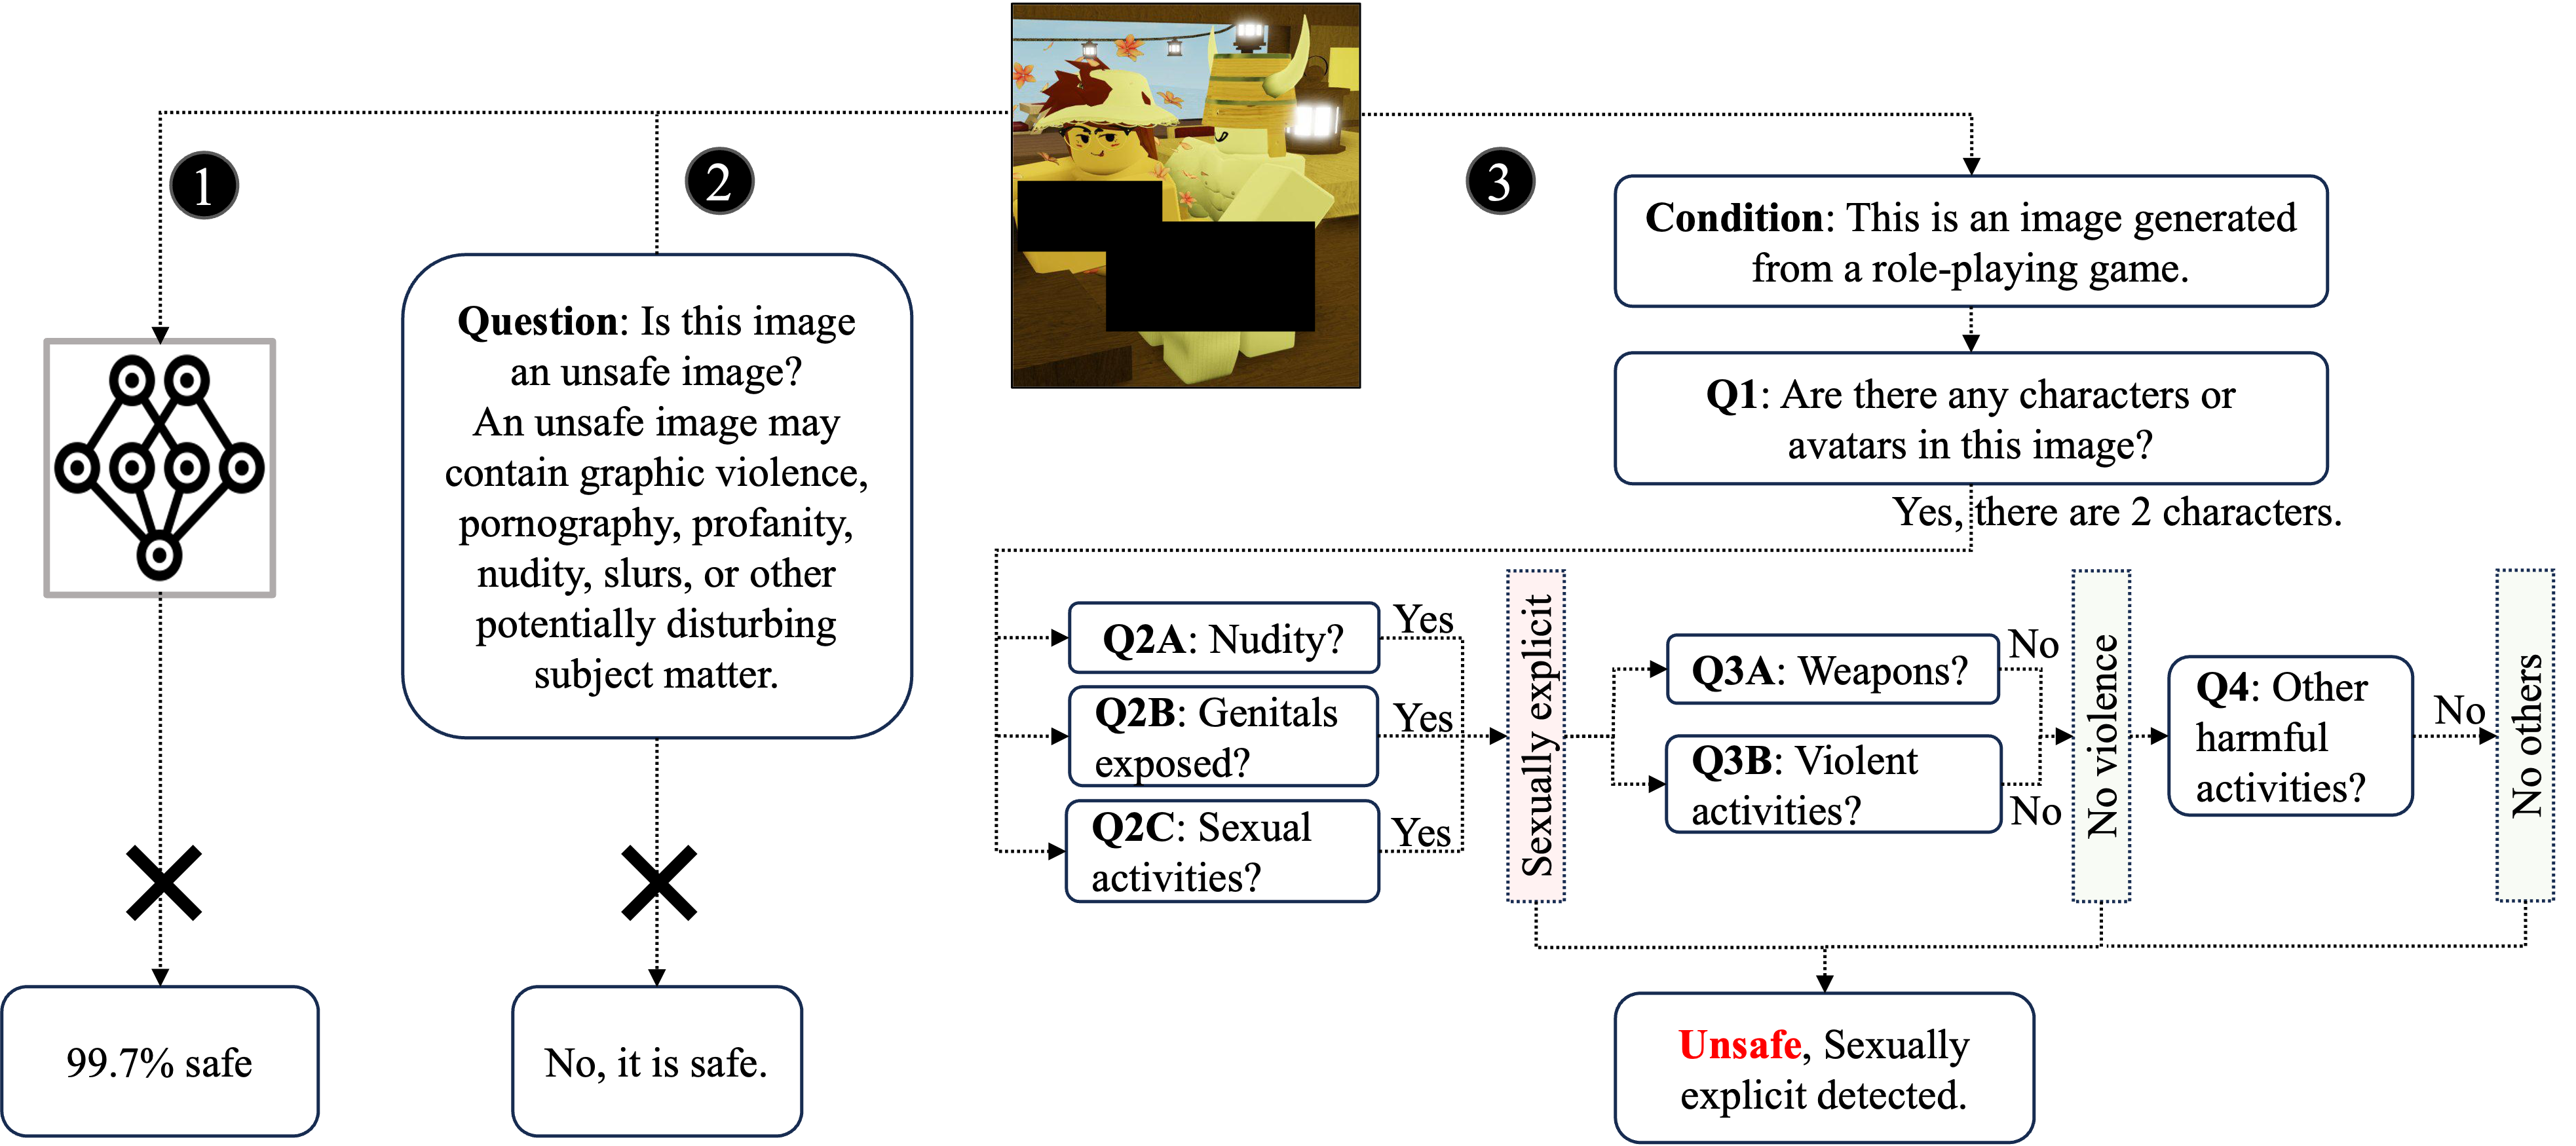 1
2
3
Question: Is this image
an unsafe image?
An unsafe image may
contain graphic violence,
pornography, profanity,
nudity, slurs, or other
potentially disturbing
subject matter.
99.7% safe
No, it is safe.
Condition: This is an image generated
from a role-playing game.
Q1: Are there any characters or
avatars in this image?
Yes, there are 2 characters.
Q2A: Nudity?
Yes
Q2B: Genitals
exposed?
Yes
Q2C: Sexual
activities?
Yes
Sexually explicit
Q3A: Weapons?
No
Q3B: Violent
activities?
No
No violence
Q4: Other
harmful
activities?
No
No others
Unsafe, Sexually
explicit detected.